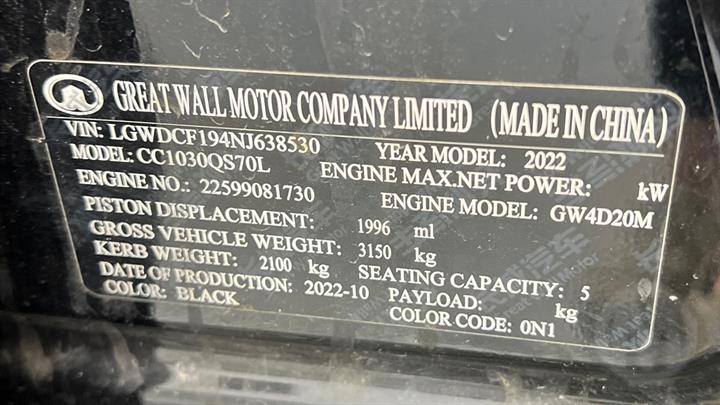 GREAT WALL MOTOR COMPANY LIMITED (MADE IN CHINA)
VIN: LGWDCF194NJ638530 YEAR MODEL: 2022
MODEL: CC1030QS70L ENGINE MAX.NET POWER: kW
ENGINE NO.: 22599081730 ENGINE MODEL: GW4D20M
PISTON DISPLACEMENT: 1996 ml
GROSS VEHICLE WEIGHT: 3150 kg
KERB WEIGHT: 2100 kg SEATING CAPACITY: 5
DATE OF PRODUCTION: 2022-10 PAYLOAD: kg
COLOR: BLACK COLOR CODE: 0N1